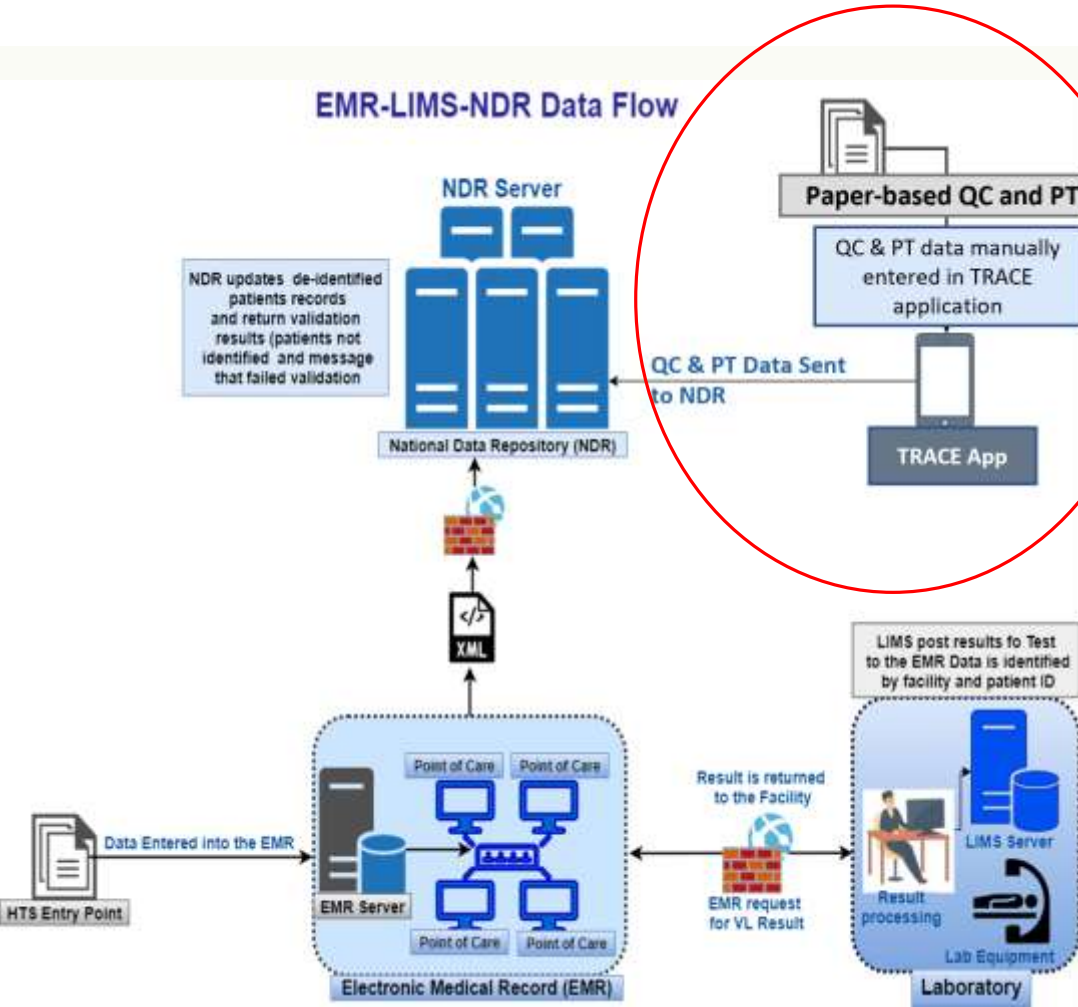 EMR-LIMS-NDR Data Flow
NDR Server
NDR updates de-identified
patients records
and return validation
results (patients not
identified and message
that failed validation
National Data Repository (NDR)
Paper-based QC and PT
QC & PT data manually
entered in TRACE
application
QC & PT Data Sent
to NDR
TRACE App
</>
XML
LIMS post results fo Test
to the EMR Data is identified
by facility and patient ID
Point of Care
Point of Care
Result is returned
to the Facility
LIMS Server
Data Entered into the EMR
HTS Entry Point
EMR Server
EMR request
for VL Result
Result
processing
Point of Care
Point of Care
Lab Equipment
Electronic Medical Record (EMR)
Laboratory